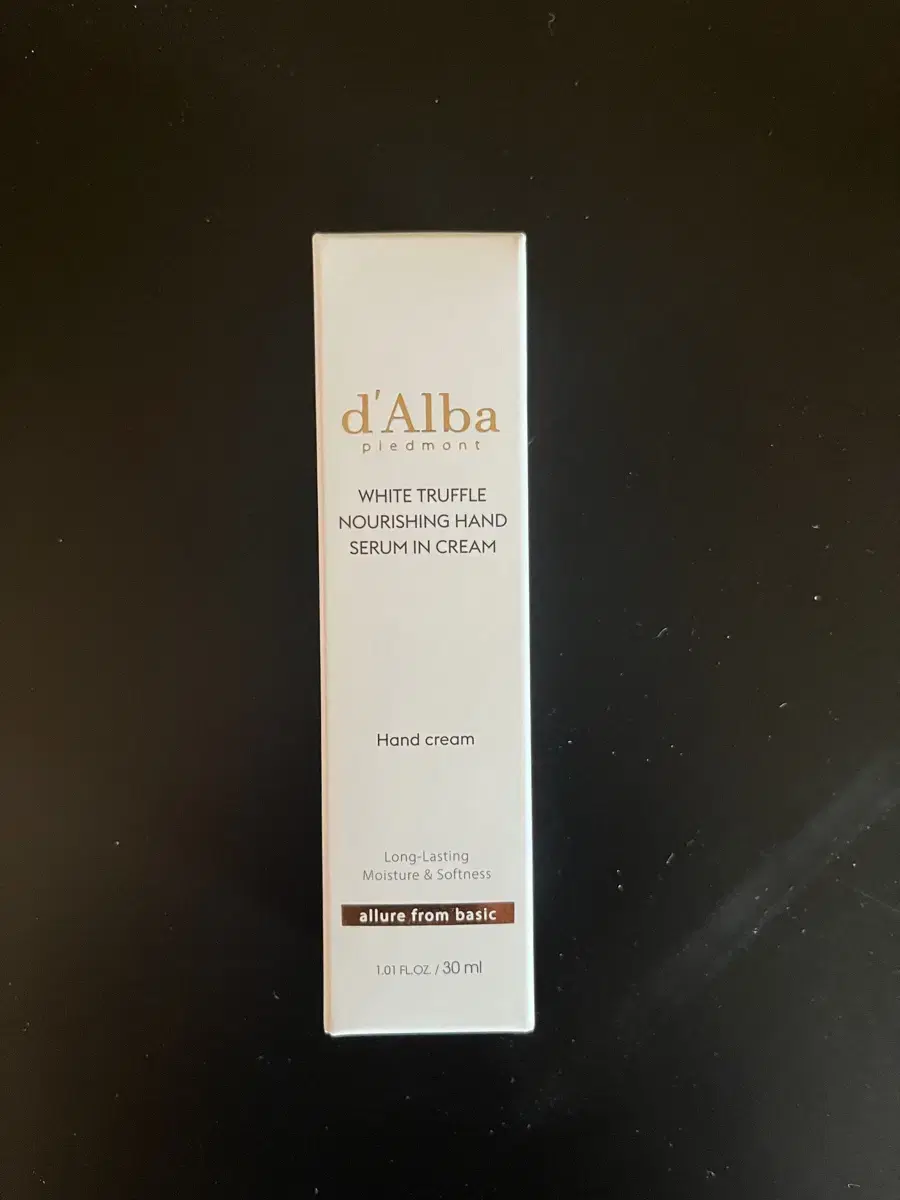 d'Alba
piedmont
WHITE TRUFFLE
NOURISHING HAND
SERUM IN CREAM
Hand cream
Long-Lasting
Moisture & Softness
allure from basic
1.01 FL.OZ. / 30 ml